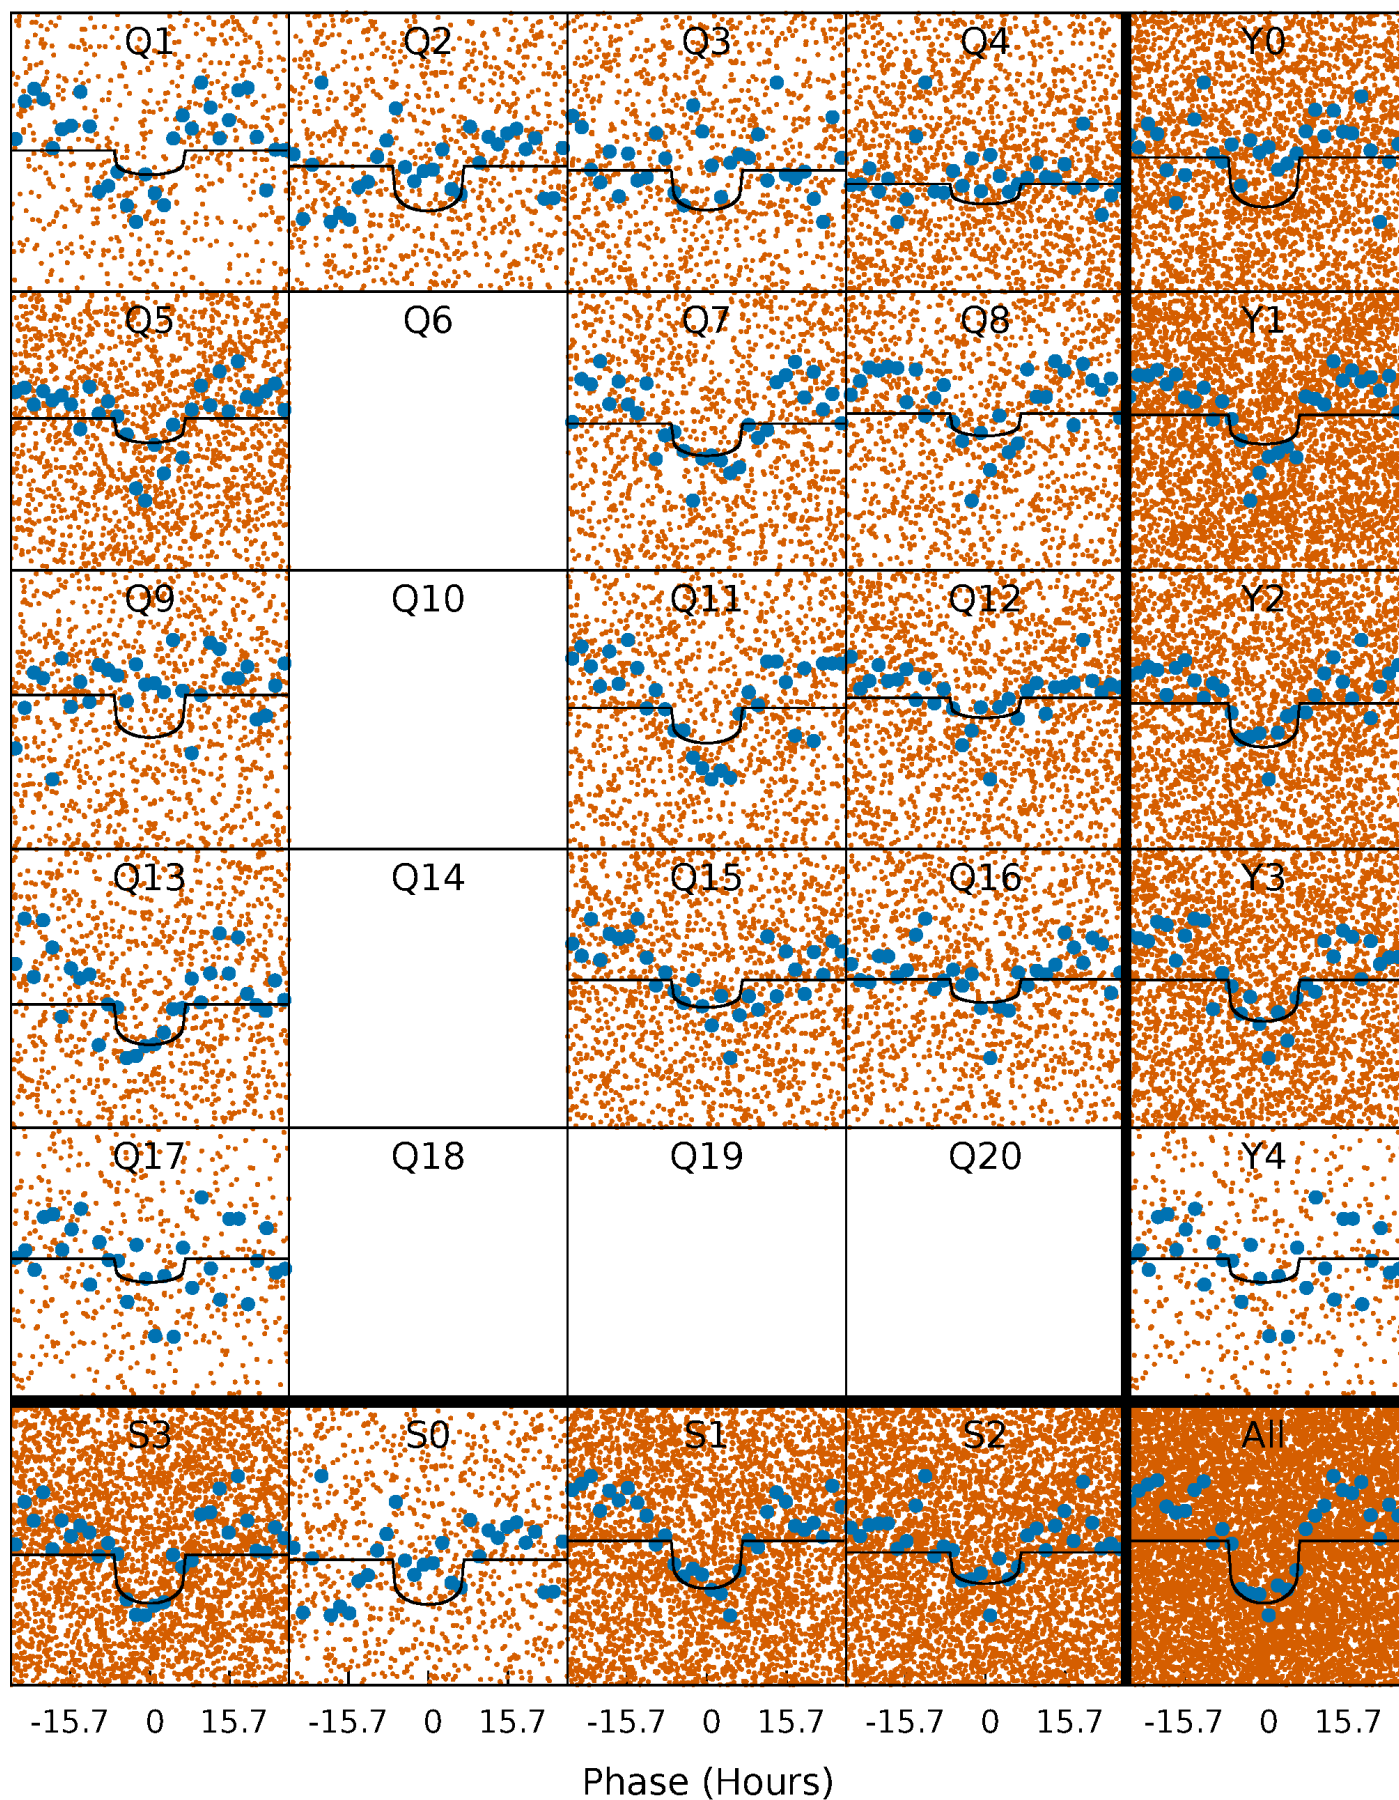 Q1 Q2 Q3 Q4 Y0
Q5 Q6 Q7 Q8 Y1
Q9 Q10 Q11 Q12 Y2
Q13 Q14 Q15 Q16 Y3
Q17 Q18 Q19 Q20 Y4
S3 S0 S1 S2 All
-15.7 0 15.7 -15.7 0 15.7 -15.7 0 15.7 -15.7 0 15.7 -15.7 0 15.7
Phase (Hours)